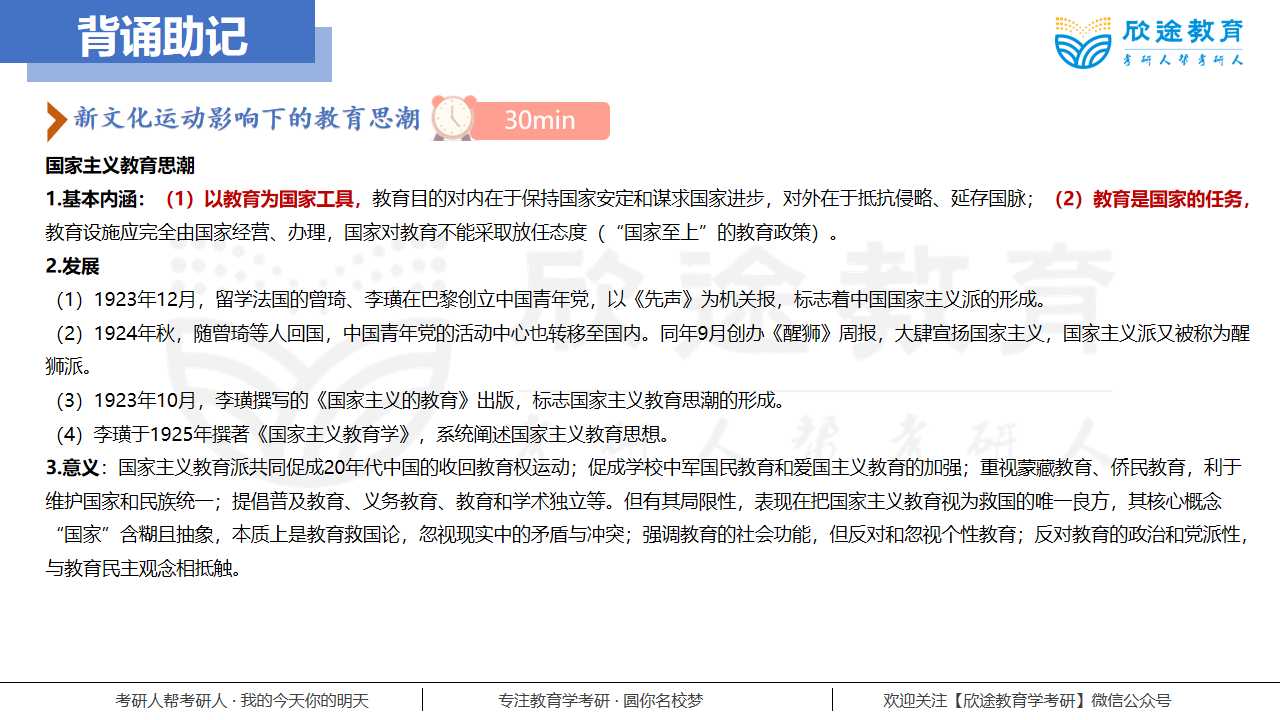 背诵助记
欣途教育
考研人帮考研人
新文化运动影响下的教育思潮
30min
国家主义教育思潮
1.基本内涵：（1）以教育为国家工具，教育目的对内在于保持国家安定和谋求国家进步，对外在于抵抗侵略、延存国脉；（2）教育是国家的任务，
教育设施应完全由国家经营、办理，国家对教育不能采取放任态度（“国家至上”的教育政策）。
2.发展
（1）1923年12月，留学法国的曾琦、李璜在巴黎创立中国青年党，以《先声》为机关报，标志着中国国家主义派的形成。
（2）1924年秋，随曾琦等人回国，中国青年党的活动中心也转移至国内。同年9月创办《醒狮》周报，大肆宣扬国家主义，国家主义派又被称为醒
狮派。
（3）1923年10月，李璜撰写的《国家主义的教育》出版，标志国家主义教育思潮的形成。
（4）李璜于1925年撰著《国家主义教育学》，系统阐述国家主义教育思想。
3.意义：国家主义教育派共同促成20年代中国的收回教育权运动；促成学校中军国民教育和爱国主义教育的加强；重视蒙藏教育、侨民教育，利于
维护国家和民族统一；提倡普及教育、义务教育、教育和学术独立等。但有其局限性，表现在把国家主义教育视为救国的唯一良方，其核心概念
“国家”含糊且抽象，本质上是教育救国论，忽视现实中的矛盾与冲突；强调教育的社会功能，但反对和忽视个性教育；反对教育的政治和党派性，
与教育民主观念相抵触。
欣途教育
考研人帮考研人
考研人帮考研人 · 我的今天你的明天
专注教育学考研 · 圆你名校梦
欢迎关注【欣途教育学考研】微信公众号